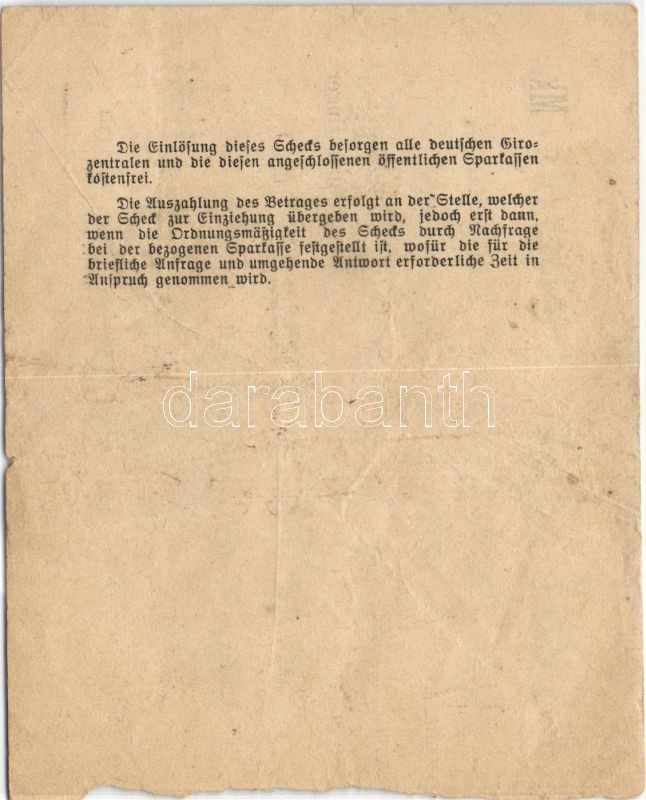 Die Einlösung dieses Schecks besorgen alle deutschen Giro-
zentralen und die diesen angeschlossenen öffentlichen Sparkassen
kostenfrei.
Die Auszahlung des Betrages erfolgt an der Stelle, welcher
der Scheck zur Einziehung übergeben wird, jedoch erst dann,
wenn die Ordnungsmäßigkeit des Schecks durch Nachfrage
bei der bezogenen Sparkasse festgestellt ist, wofür die für die
briefliche Anfrage und umgehende Antwort erforderliche Zeit in
Anspruch genommen wird.
darabanth